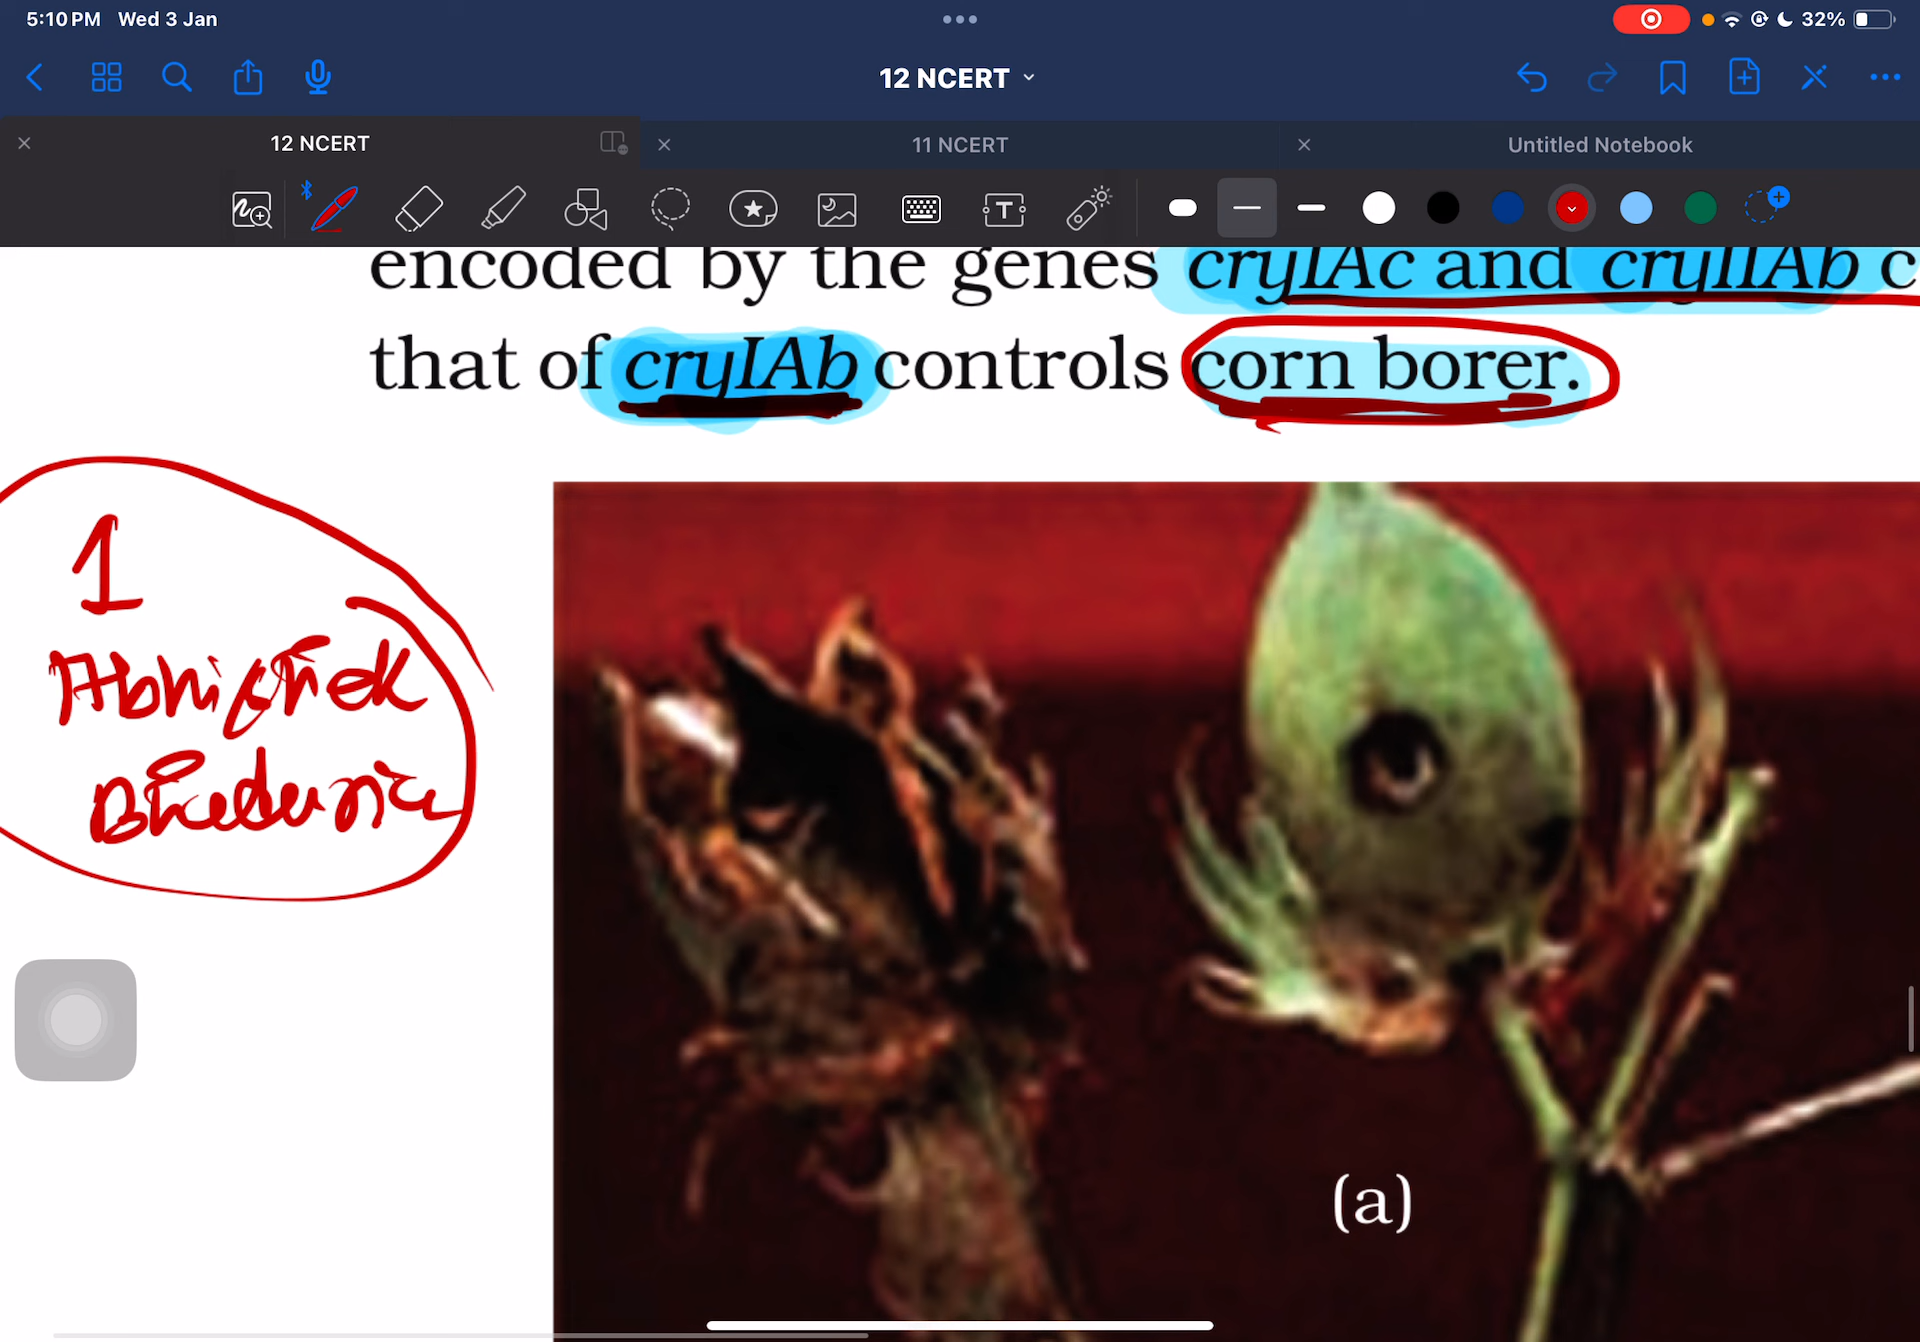 5:10 PM Wed 3 Jan
32%
12 NCERT
12 NCERT
11 NCERT
Untitled Notebook
encoded by the genes cryIAc and cryIIAb c
that of cryIAb controls corn borer.
1
Abhishek
(a)